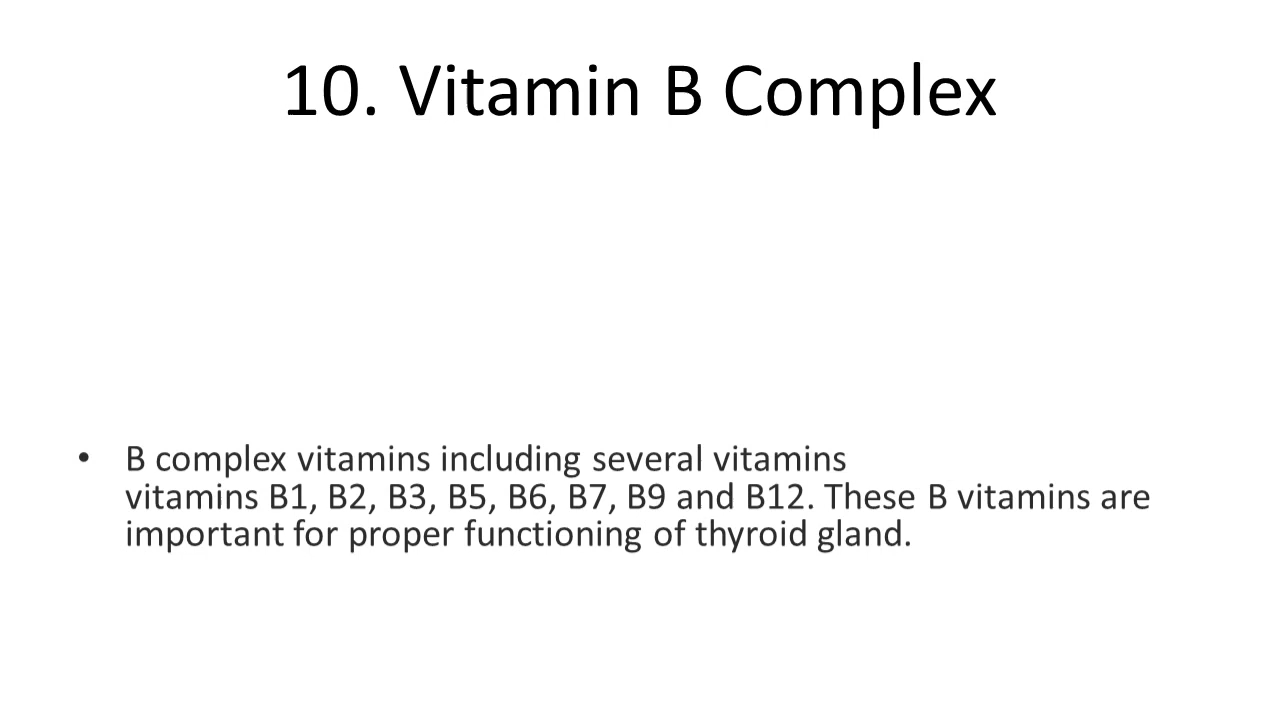 10. Vitamin B Complex
• B complex vitamins including several vitamins
vitamins B1, B2, B3, B5, B6, B7, B9 and B12. These B vitamins are
important for proper functioning of thyroid gland.